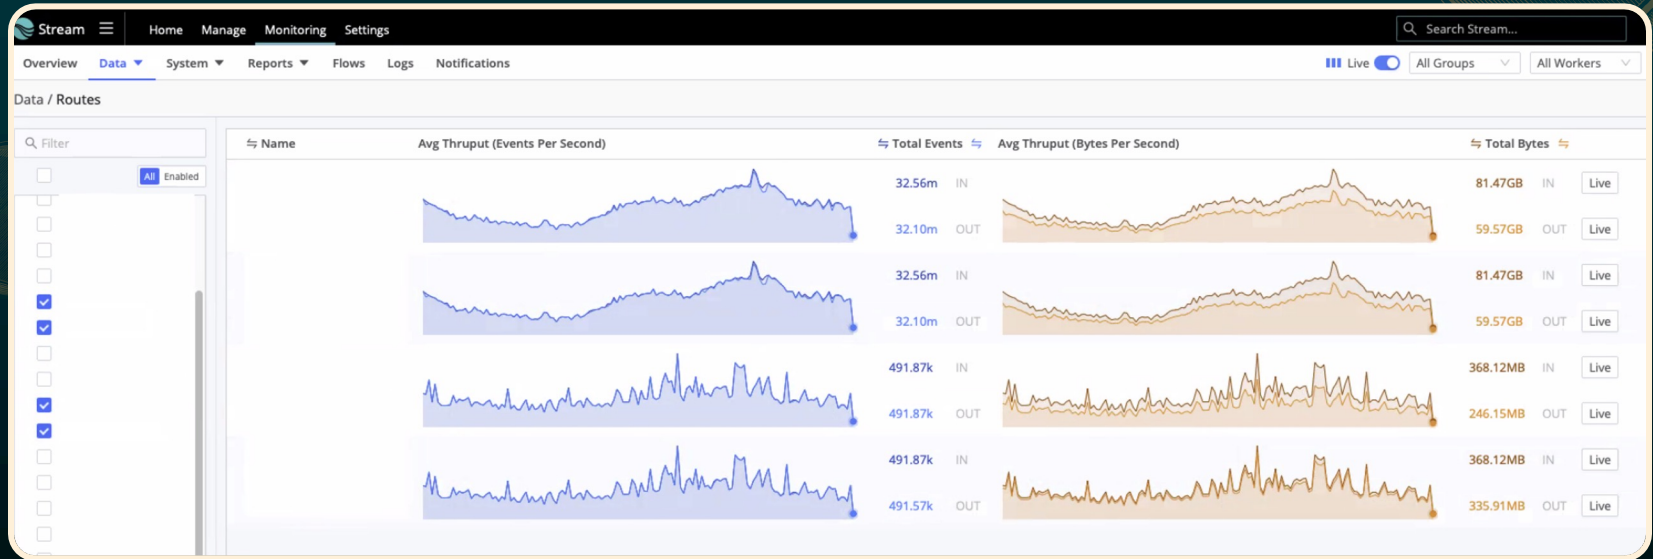 Stream Home Manage Monitoring Settings Search Stream...
Overview Data System Reports Flows Logs Notifications Live All Groups All Workers
Data / Routes
Filter
All Enabled
Name Avg Thruput (Events Per Second) Total Events Avg Thruput (Bytes Per Second) Total Bytes
32.56m IN 81.47GB IN Live
32.10m OUT 59.57GB OUT Live
32.56m IN 81.47GB IN Live
32.10m OUT 59.57GB OUT Live
491.87k IN 368.12MB IN Live
491.87k OUT 246.15MB OUT Live
491.87k IN 368.12MB IN Live
491.57k OUT 335.91MB OUT Live